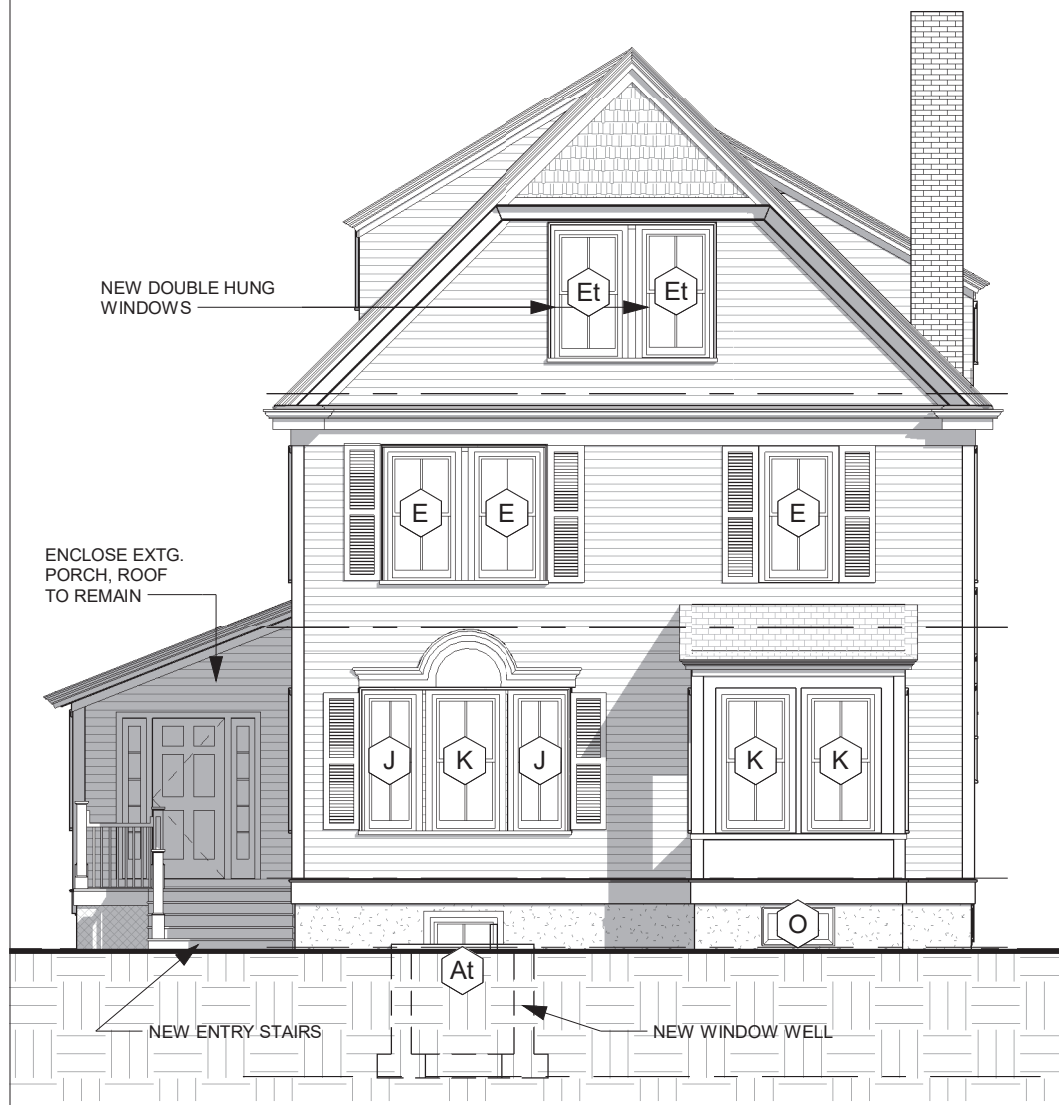 NEW DOUBLE HUNG
WINDOWS
Et
Et
E
E
E
ENCLOSE EXTG.
PORCH, ROOF
TO REMAIN
J
K
J
K
K
O
At
NEW ENTRY STAIRS
NEW WINDOW WELL